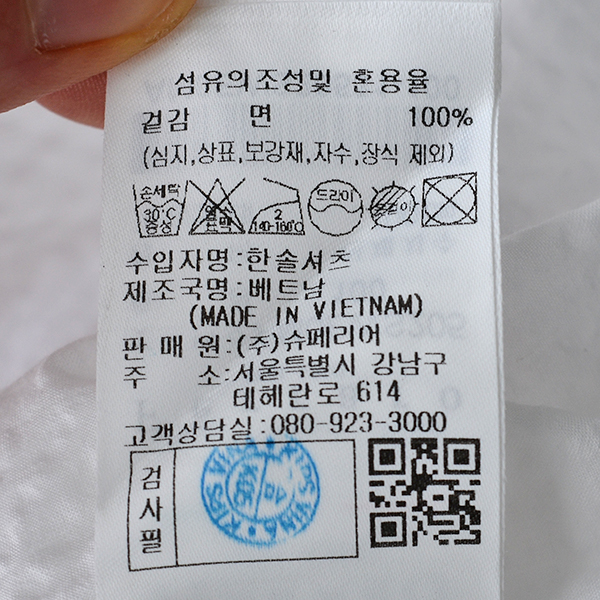 섬유의조성및 혼용율
겉감 면 100%
(심지,상표,보강재,자수,장식 제외)
손세탁 30℃ 중성
염소 표백
2 140-160℃
드라이
수입자명:한솔셔츠
제조국명:베트남
(MADE IN VIETNAM)
판 매 원:(주)슈페리어
주 소:서울특별시 강남구
테헤란로 614
고객상담실:080-923-3000
검사필